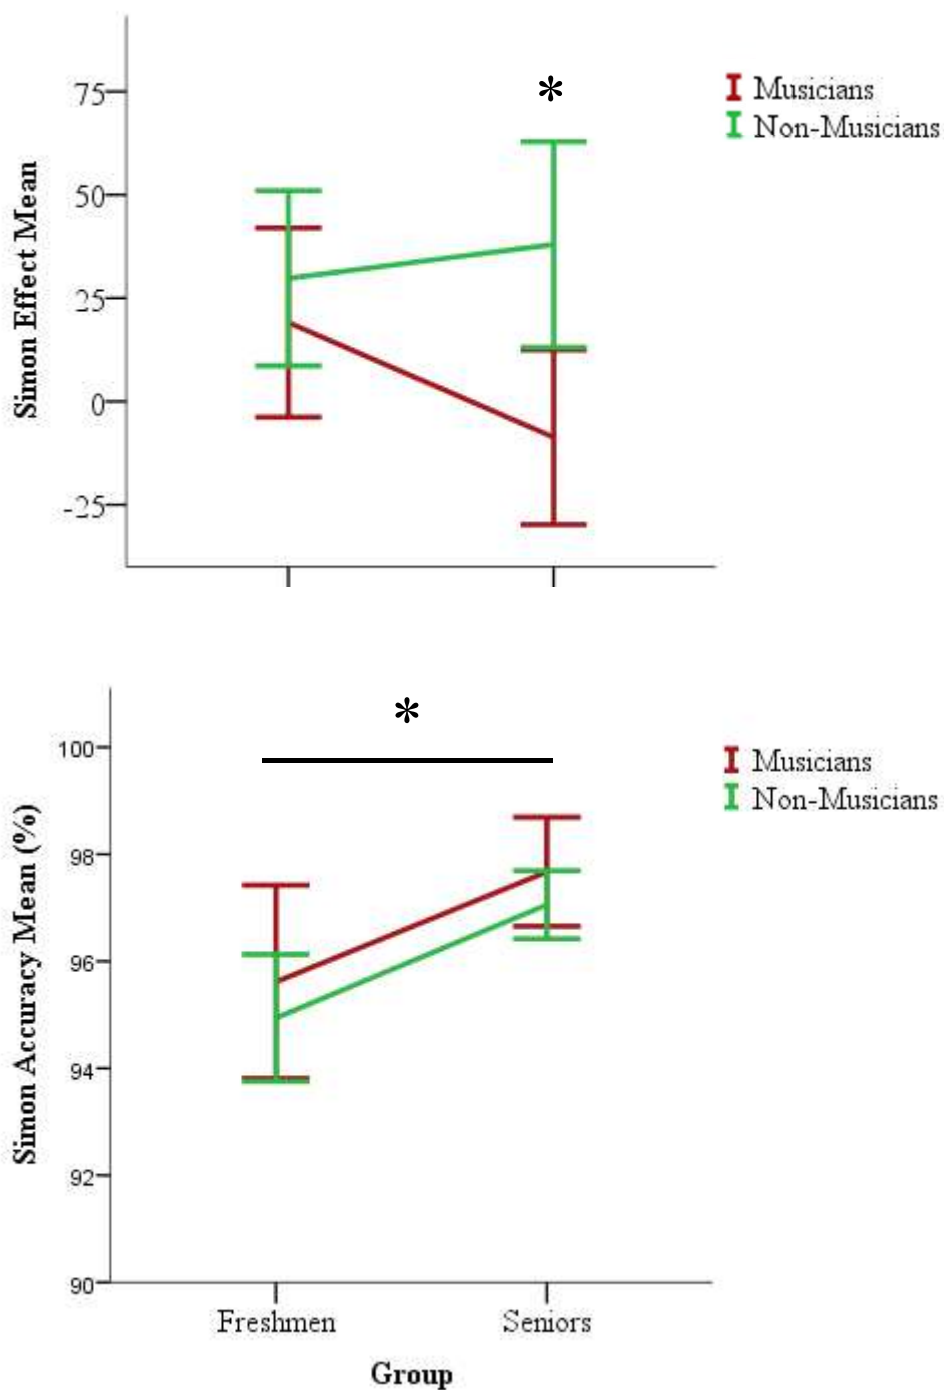 Simon Effect Mean
75
50
25
0
-25
*
Musicians
Non-Musicians
Simon Accuracy Mean (%)
100
98
96
94
92
90
*
Musicians
Non-Musicians
Freshmen Seniors
Group